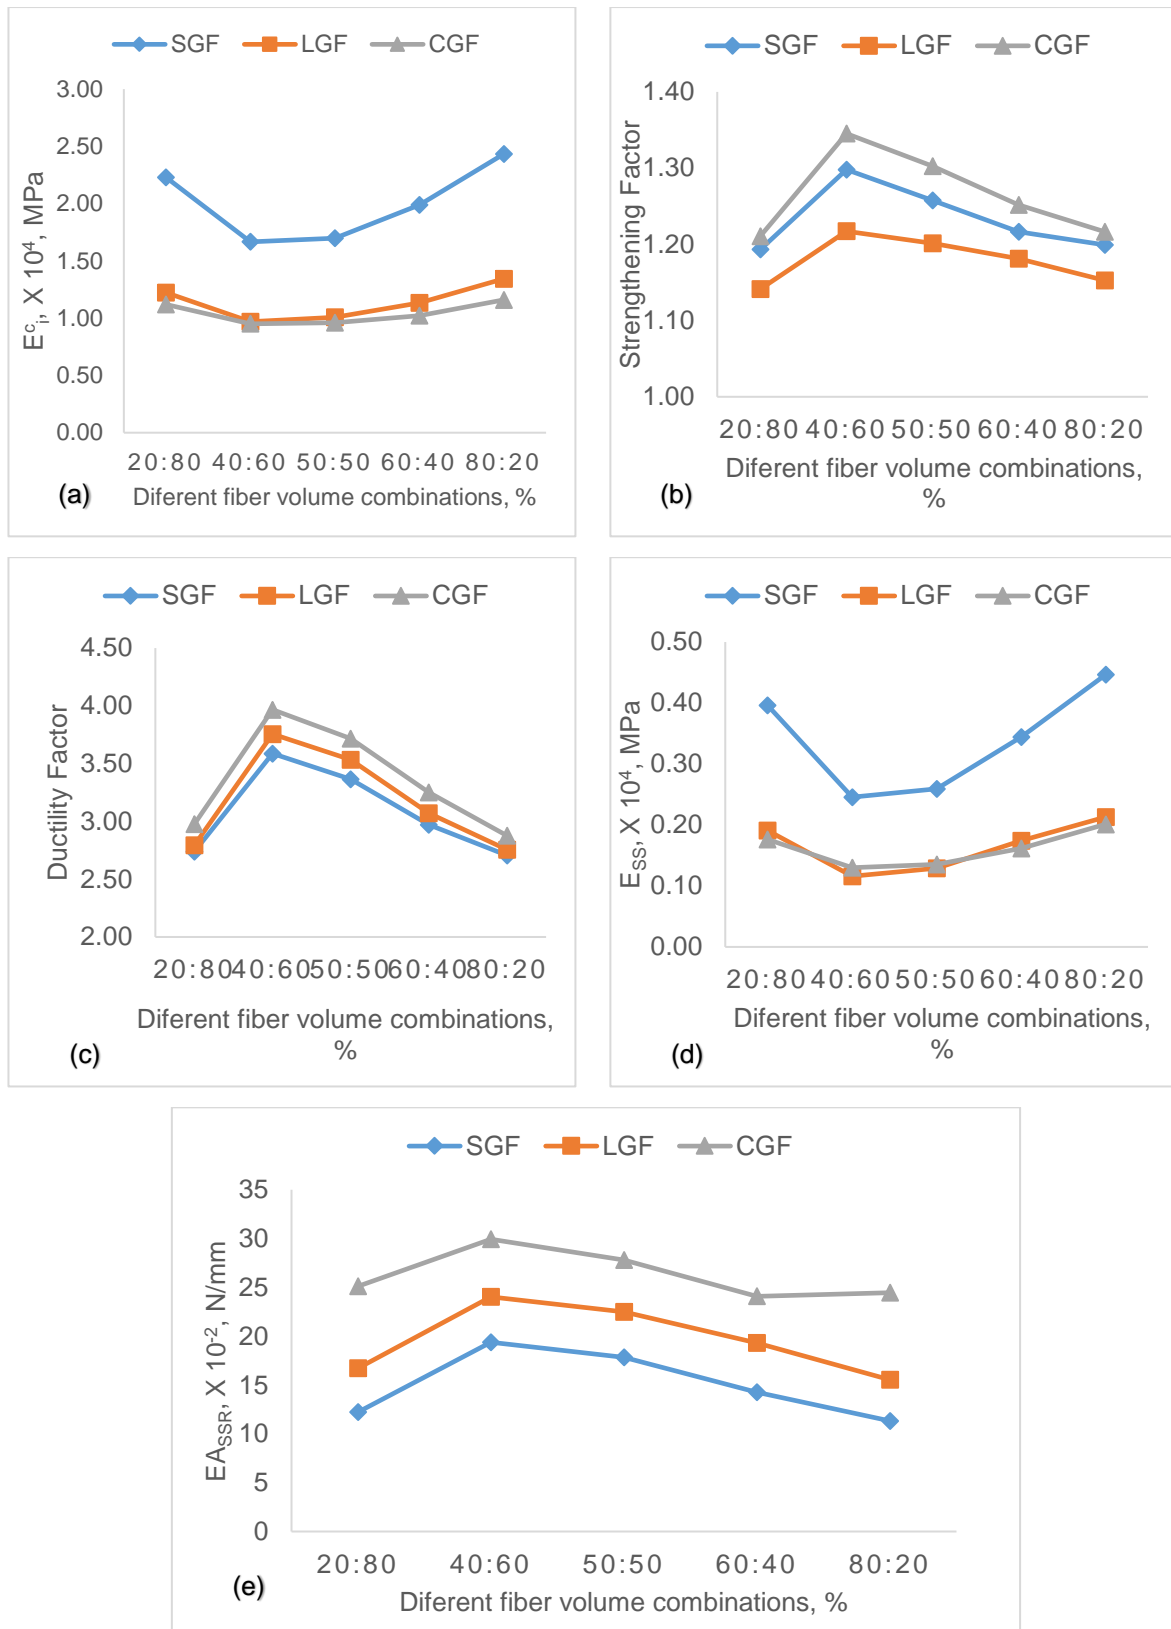 SGF LGF CGF
3.00
2.50
2.00
1.50
1.00
0.50
0.00
E^c_i, X 10^4, MPa
20:80 40:60 50:50 60:40 80:20
Diferent fiber volume combinations, %
(a)
SGF LGF CGF
1.40
1.30
1.20
1.10
1.00
Strengthening Factor
20:80 40:60 50:50 60:40 80:20
Diferent fiber volume combinations,
%
(b)
SGF LGF CGF
4.50
4.00
3.50
3.00
2.50
2.00
Ductility Factor
20:80 40:60 50:50 60:40 80:20
Diferent fiber volume combinations,
%
(c)
SGF LGF CGF
0.50
0.40
0.30
0.20
0.10
0.00
E_SS, X 10^4, MPa
20:80 40:60 50:50 60:40 80:20
Diferent fiber volume combinations,
%
(d)
SGF LGF CGF
35
30
25
20
15
10
5
0
EA_SSR, X 10^-2, N/mm
20:80 40:60 50:50 60:40 80:20
Diferent fiber volume combinations, %
(e)